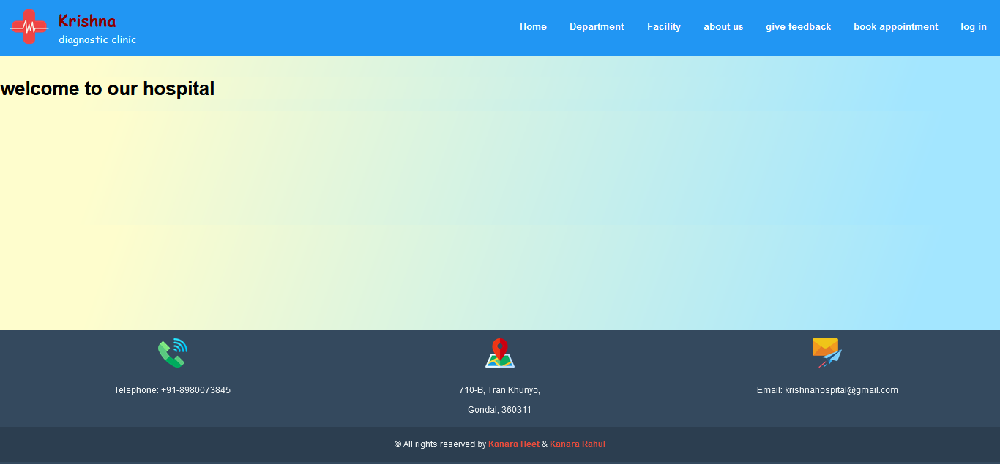 Krishna
diagnostic clinic
Home Department Facility about us give feedback book appointment log in
welcome to our hospital
Telephone: +91-8980073845
710-B, Tran Khunyo,
Gondal, 360311
Email: krishnahospital@gmail.com
© All rights reserved by Kanara Heet & Kanara Rahul